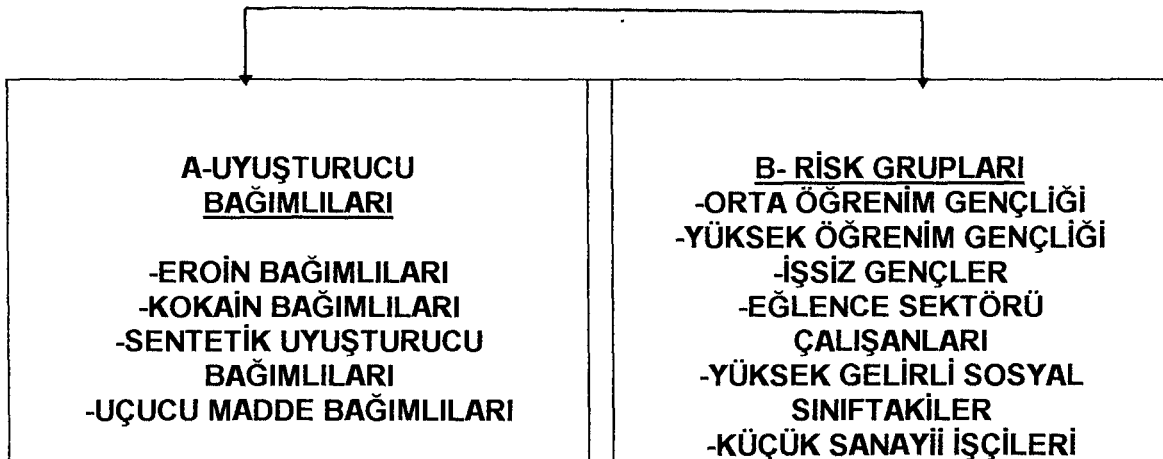 A-UYUŞTURUCU
BAĞIMLILARI
-EROİN BAĞIMLILARI
-KOKAİN BAĞIMLILARI
-SENTETİK UYUŞTURUCU
BAĞIMLILARI
-UÇUCU MADDE BAĞIMLILARI
B- RİSK GRUPLARI
-ORTA ÖĞRENİM GENÇLİĞİ
-YÜKSEK ÖĞRENİM GENÇLİĞİ
-İŞSİZ GENÇLER
-EĞLENCE SEKTÖRÜ
ÇALIŞANLARI
-YÜKSEK GELİRLİ SOSYAL
SINIFTAKİLER
-KÜÇÜK SANAYİİ İŞÇİLERİ